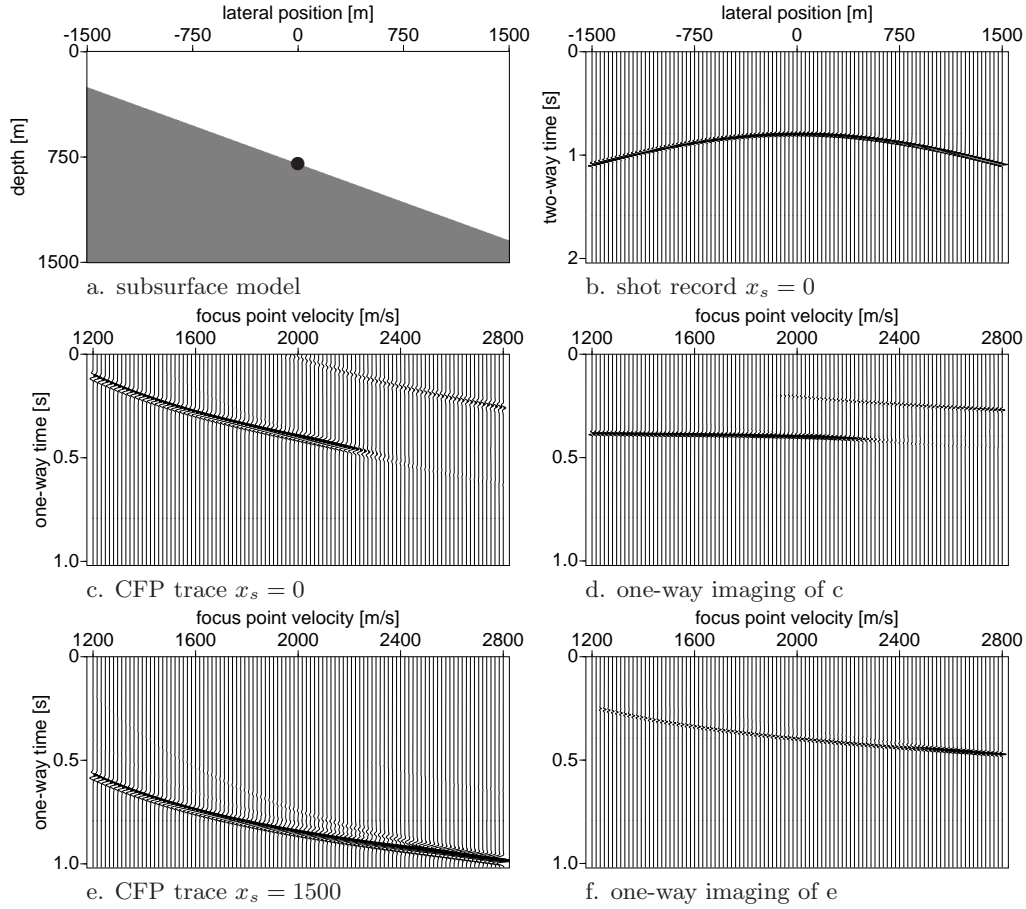 lateral position [m]
-1500 -750 0 750 1500
0
750
1500
depth [m]
a. subsurface model
lateral position [m]
-1500 -750 0 750 1500
0
1
2
two-way time [s]
b. shot record x_s = 0
focus point velocity [m/s]
1200 1600 2000 2400 2800
0
0.5
1.0
one-way time [s]
c. CFP trace x_s = 0
focus point velocity [m/s]
1200 1600 2000 2400 2800
0
0.5
1.0
d. one-way imaging of c
focus point velocity [m/s]
1200 1600 2000 2400 2800
0
0.5
1.0
one-way time [s]
e. CFP trace x_s = 1500
focus point velocity [m/s]
1200 1600 2000 2400 2800
0
0.5
1.0
f. one-way imaging of e